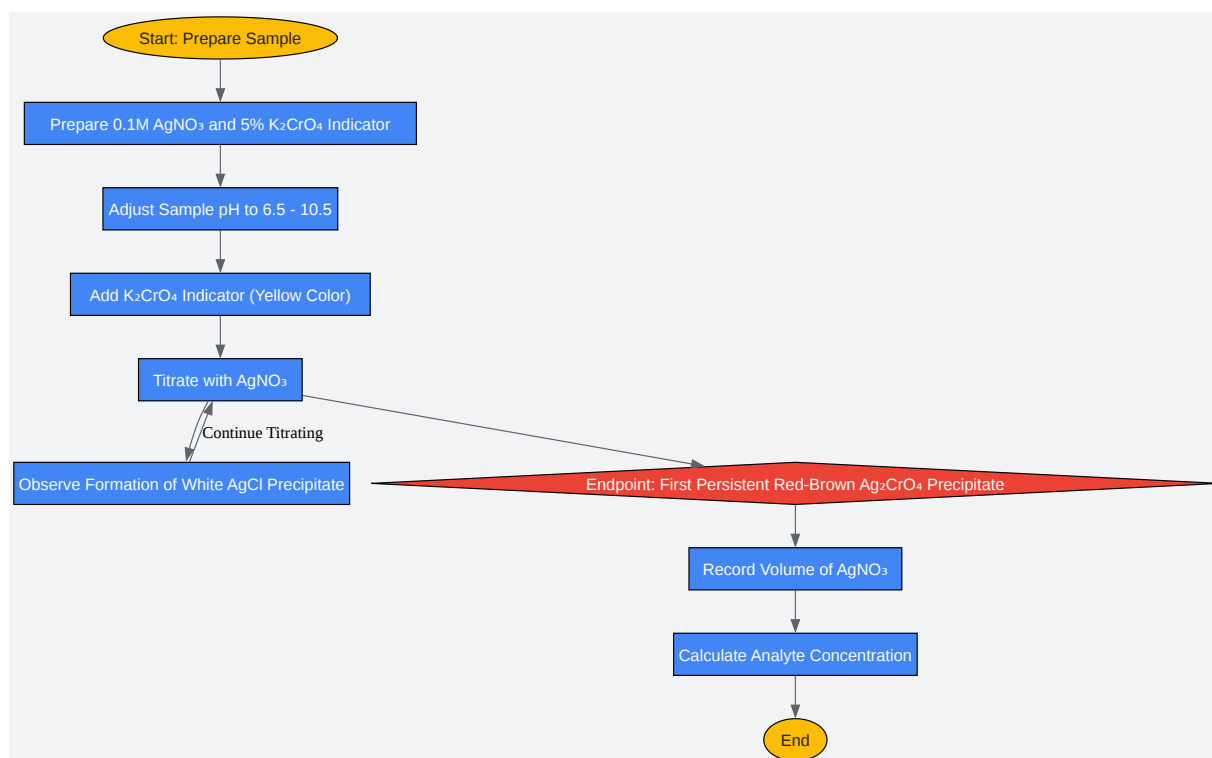 Start: Prepare Sample
Prepare 0.1M AgNO₃ and 5% K₂CrO₄ Indicator
Adjust Sample pH to 6.5 - 10.5
Add K₂CrO₄ Indicator (Yellow Color)
Titrate with AgNO₃
Continue Titrating
Observe Formation of White AgCl Precipitate
Endpoint: First Persistent Red-Brown Ag₂CrO₄ Precipitate
Record Volume of AgNO₃
Calculate Analyte Concentration
End